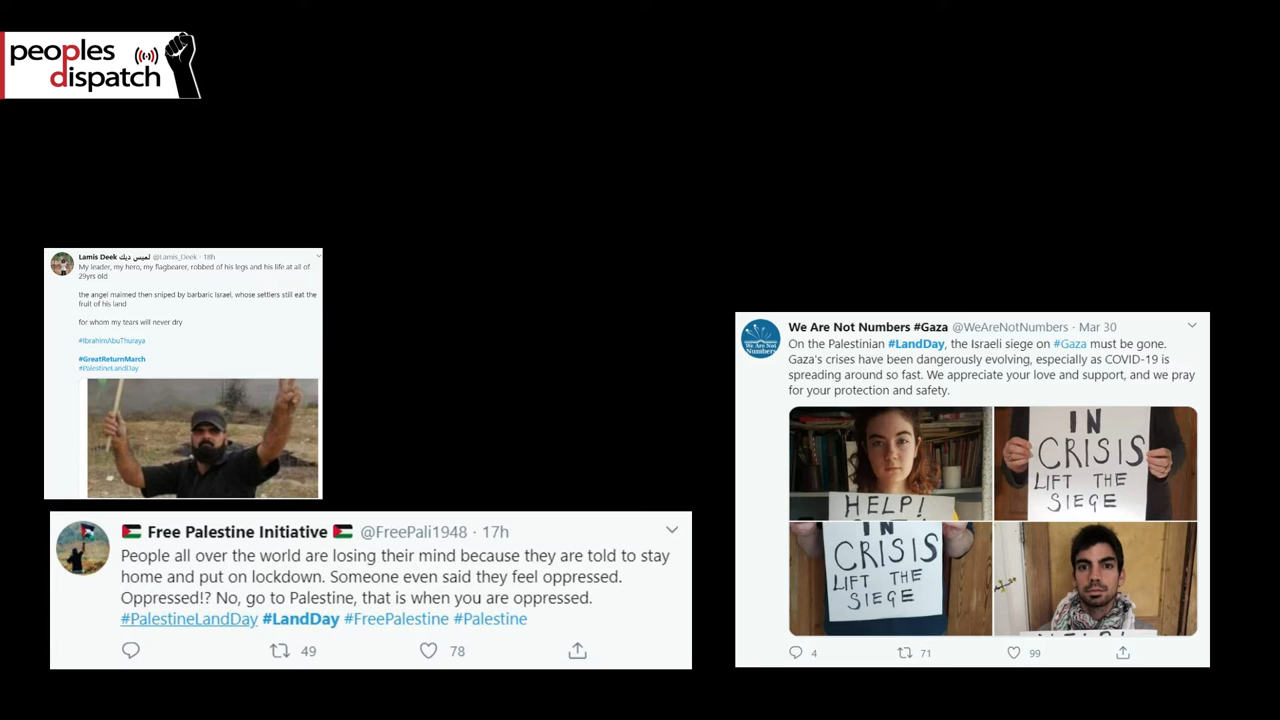 peoples
dispatch
Lamis Deek لميس ديك @Lamis_Deek · 18h
My leader, my hero, my flagbearer, robbed of his legs and his life at all of
29yrs old
the angel maimed then sniped by barbaric Israel, whose settlers still eat the
fruit of his land
for whom my tears will never dry
#IbrahimAbuThuraya
#GreatReturnMarch
#PalestineLandDay
Free Palestine Initiative @FreePali1948 · 17h
People all over the world are losing their mind because they are told to stay
home and put on lockdown. Someone even said they feel oppressed.
Oppressed!? No, go to Palestine, that is when you are oppressed.
#PalestineLandDay #LandDay #FreePalestine #Palestine
49 78
We Are Not Numbers
We Are Not Numbers #Gaza @WeAreNotNumbers · Mar 30
On the Palestinian #LandDay, the Israeli siege on #Gaza must be gone.
Gaza's crises have been dangerously evolving, especially as COVID-19 is
spreading around so fast. We appreciate your love and support, and we pray
for your protection and safety.
HELP!
IN
CRISIS
LIFT THE
SIEGE
IN
CRISIS
LIFT THE
SIEGE
HELP!
4 71 99